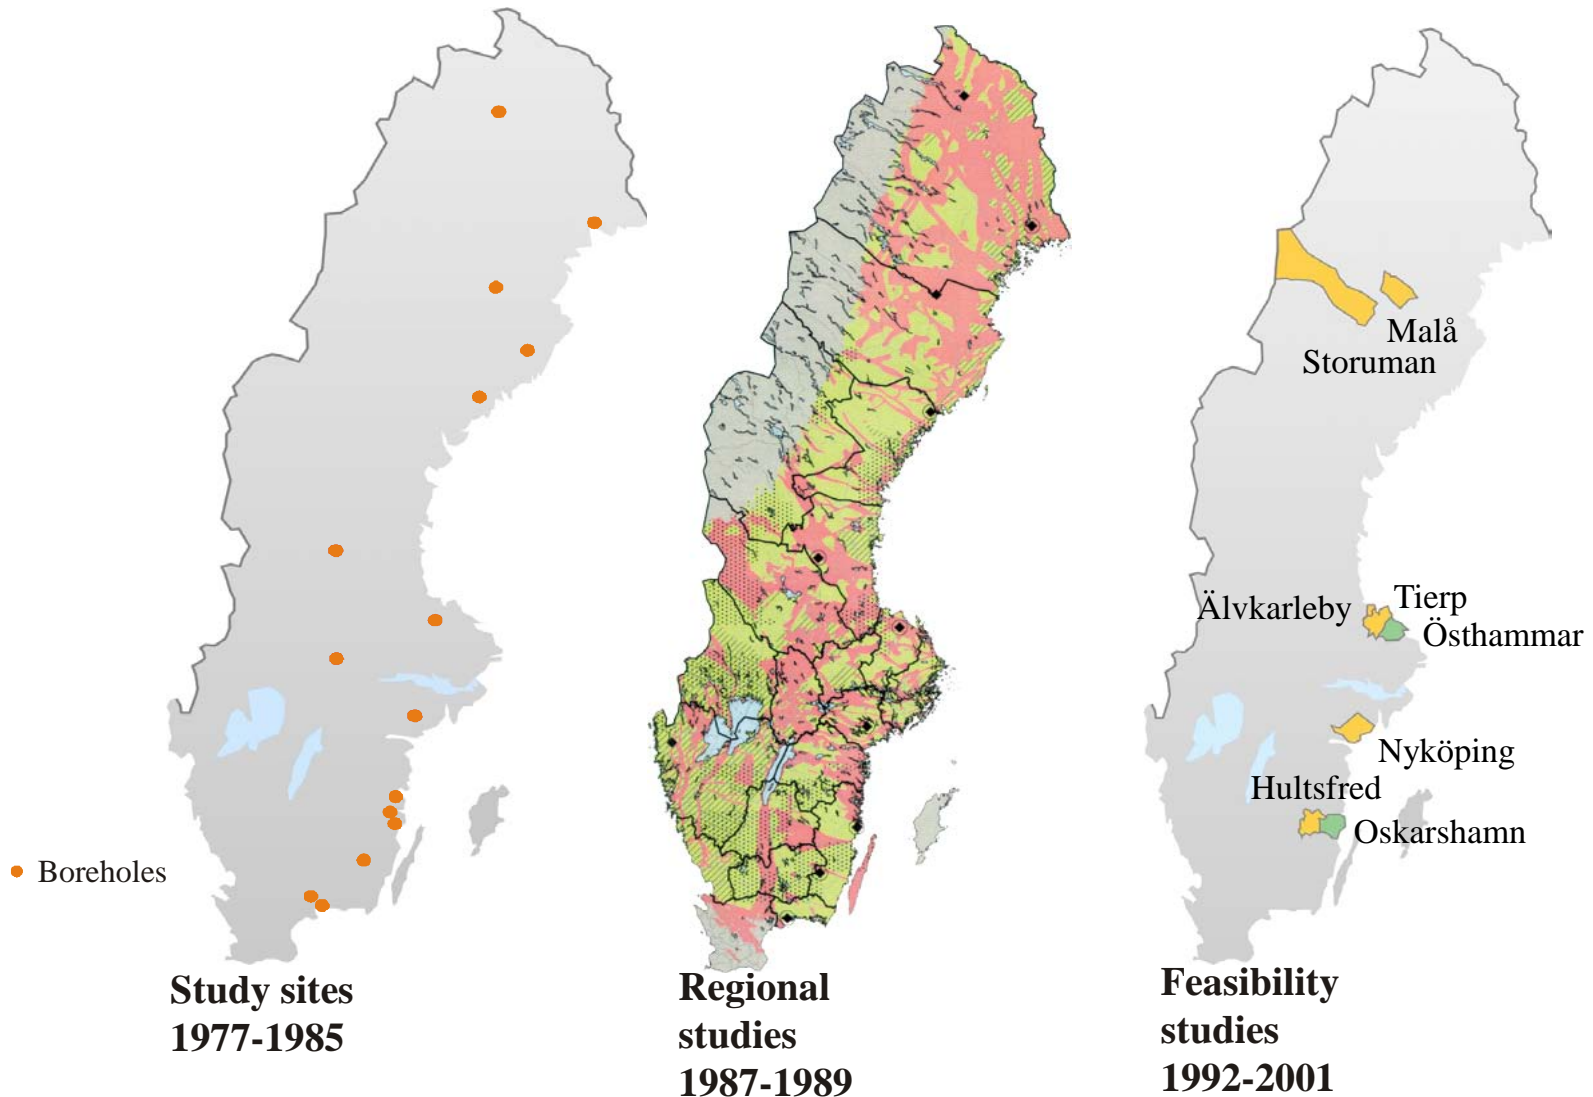 Boreholes
Study sites
1977-1985
Regional
studies
1987-1989
Malå
Storuman
Älvkarleby
Tierp
Östhammar
Nyköping
Hultsfred
Oskarshamn
Feasibility
studies
1992-2001